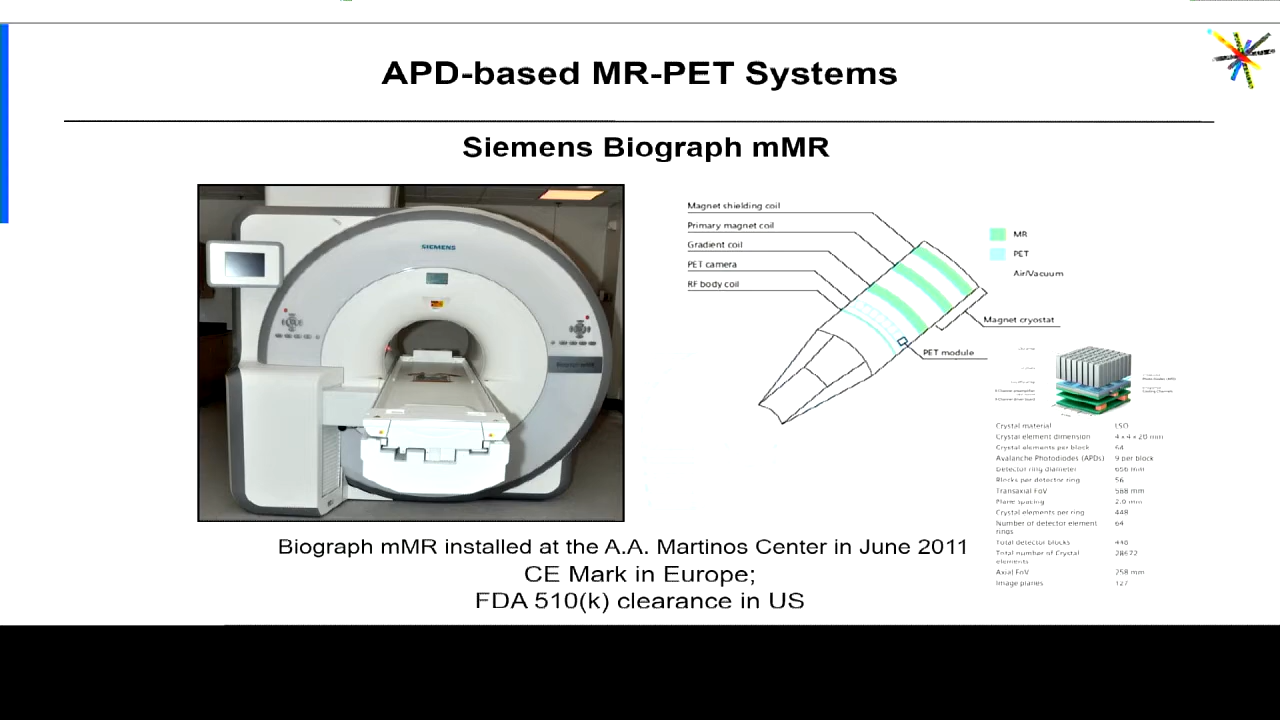 APD-based MR-PET Systems
Siemens Biograph mMR
SIEMENS
Magnet shielding coil
Primary magnet coil
Gradient coil
PET camera
RF body coil
MR
PET
Air/Vacuum
Magnet cryostat
PET module
Crystal material LSO
Crystal element dimension 4 x 4 x 20 mm
Crystal elements per block 64
Avalanche Photodiodes (APDs) 9 per block
Detector ring diameter 656 mm
Blocks per detector ring 56
Transaxial FoV 588 mm
Plane spacing 2.0 mm
Crystal elements per ring 448
Number of detector element 64
rings
Total detector blocks 448
Total number of Crystal 28672
elements
Axial FoV 258 mm
Image planes 127
Biograph mMR installed at the A.A. Martinos Center in June 2011
CE Mark in Europe;
FDA 510(k) clearance in US